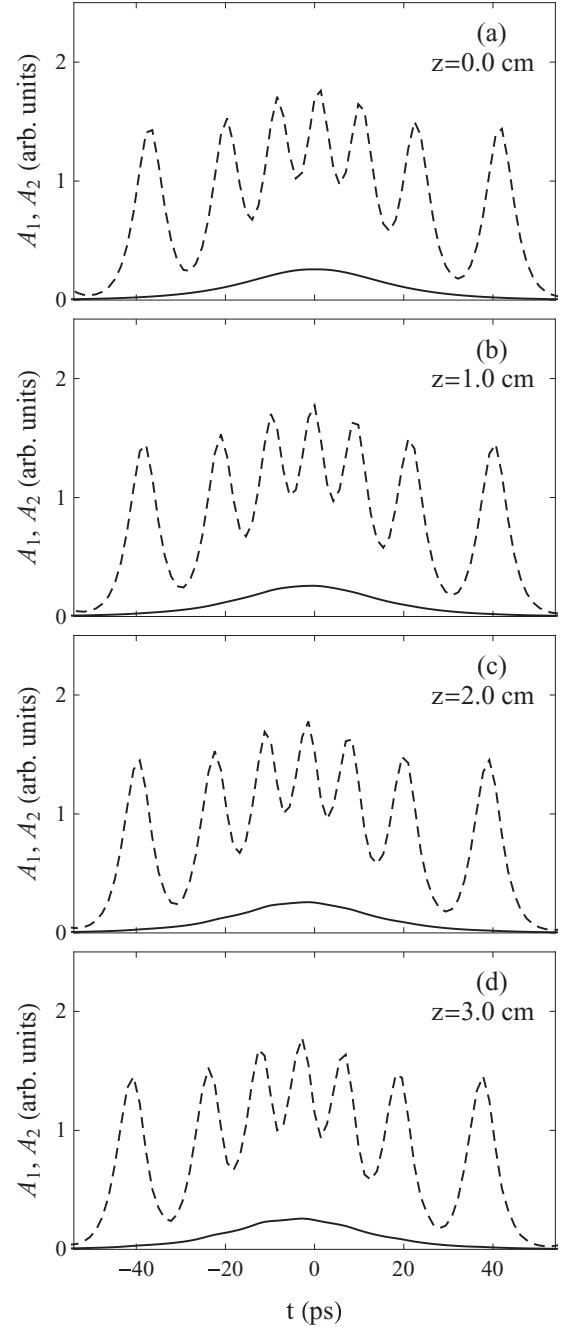 (a)
z=0.0 cm
2
1
0
A₁, A₂ (arb. units)
(b)
z=1.0 cm
2
1
0
A₁, A₂ (arb. units)
(c)
z=2.0 cm
2
1
0
A₁, A₂ (arb. units)
(d)
z=3.0 cm
2
1
0
A₁, A₂ (arb. units)
−40 −20 0 20 40
t (ps)